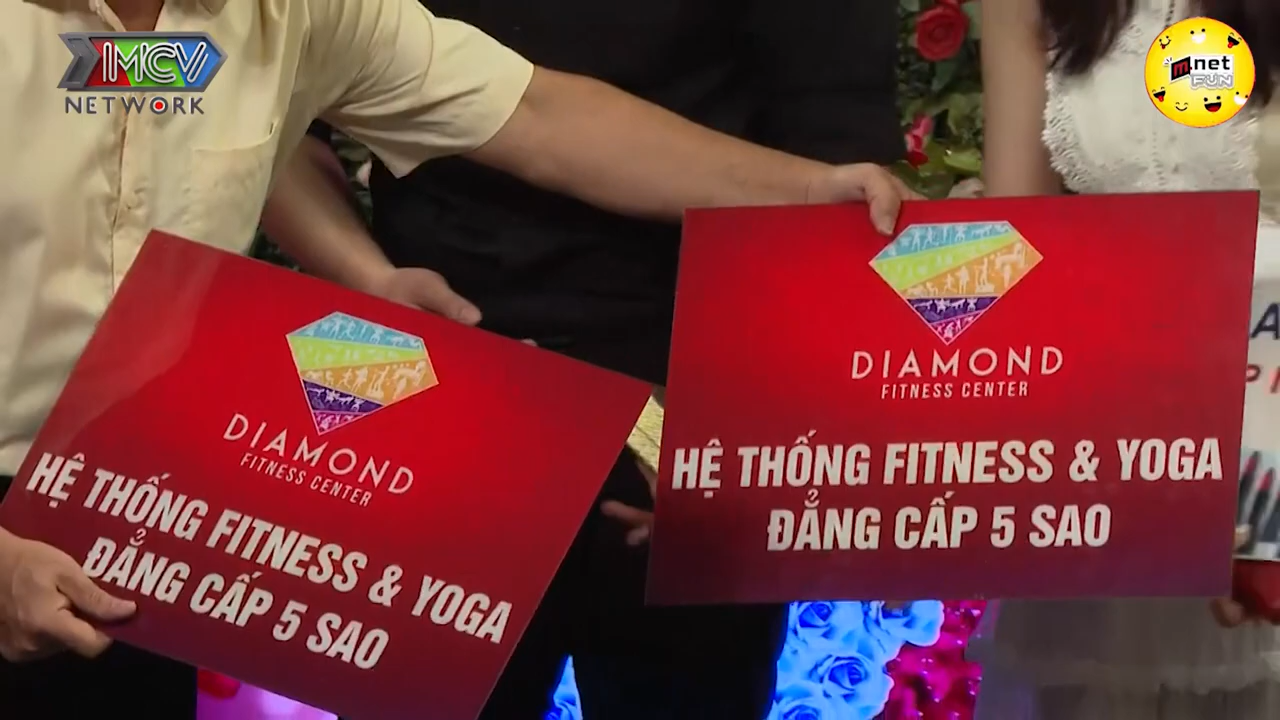 MCV
NETWORK
m.net
FUN
DIAMOND
FITNESS CENTER
HỆ THỐNG FITNESS & YOGA
ĐẲNG CẤP 5 SAO
DIAMOND
FITNESS CENTER
HỆ THỐNG FITNESS & YOGA
ĐẲNG CẤP 5 SAO